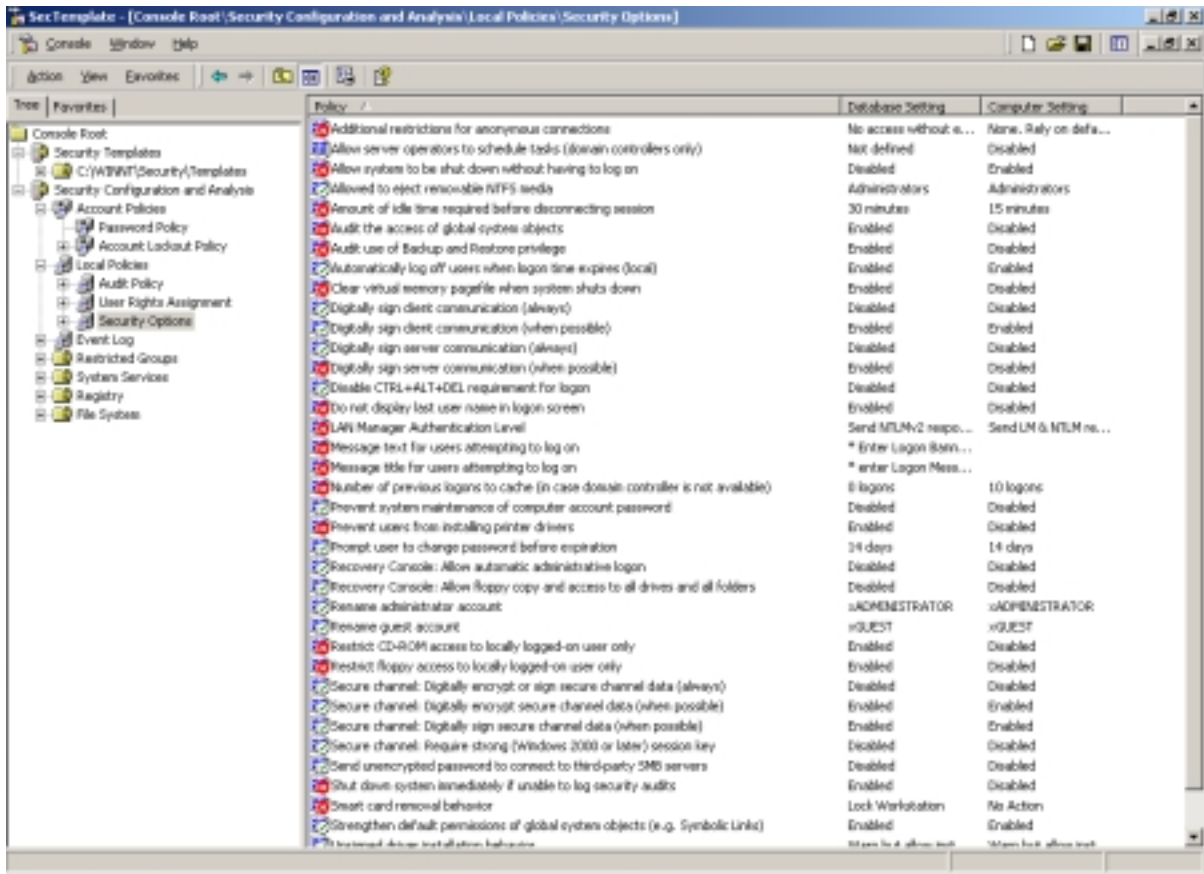 SecTemplate - [Console Root\Security Configuration and Analysis\Local Policies\Security Options]
Console Window Help
Action View Favorites
Tree Favorites
Console Root
Security Templates
C:\WINNT\Security\Templates
Security Configuration and Analysis
Account Policies
Password Policy
Account Lockout Policy
Local Policies
Audit Policy
User Rights Assignment
Security Options
Event Log
Restricted Groups
System Services
Registry
File System
Policy Database Setting Computer Setting
Additional restrictions for anonymous connections No access without e... None. Rely on defa...
Allow server operators to schedule tasks (domain controllers only) Not defined Disabled
Allow system to be shut down without having to log on Disabled Enabled
Allowed to eject removable NTFS media Administrators Administrators
Amount of idle time required before disconnecting session 30 minutes 15 minutes
Audit the access of global system objects Enabled Disabled
Audit use of Backup and Restore privilege Enabled Disabled
Automatically log off users when logon time expires (local) Enabled Enabled
Clear virtual memory pagefile when system shuts down Enabled Disabled
Digitally sign client communication (always) Disabled Disabled
Digitally sign client communication (when possible) Enabled Enabled
Digitally sign server communication (always) Disabled Disabled
Digitally sign server communication (when possible) Enabled Disabled
Disable CTRL+ALT+DEL requirement for logon Disabled Disabled
Do not display last user name in logon screen Enabled Disabled
LAN Manager Authentication Level Send NTLMv2 respo... Send LM & NTLM re...
Message text for users attempting to log on * Enter Logon Bann...
Message title for users attempting to log on * enter Logon Mess...
Number of previous logons to cache (in case domain controller is not available) 0 logons 10 logons
Prevent system maintenance of computer account password Disabled Disabled
Prevent users from installing printer drivers Enabled Disabled
Prompt user to change password before expiration 14 days 14 days
Recovery Console: Allow automatic administrative logon Disabled Disabled
Recovery Console: Allow floppy copy and access to all drives and all folders Disabled Disabled
Rename administrator account xADMINISTRATOR xADMINISTRATOR
Rename guest account xGUEST xGUEST
Restrict CD-ROM access to locally logged-on user only Enabled Disabled
Restrict floppy access to locally logged-on user only Enabled Disabled
Secure channel: Digitally encrypt or sign secure channel data (always) Disabled Disabled
Secure channel: Digitally encrypt secure channel data (when possible) Enabled Enabled
Secure channel: Digitally sign secure channel data (when possible) Enabled Enabled
Secure channel: Require strong (Windows 2000 or later) session key Disabled Disabled
Send unencrypted password to connect to third-party SMB servers Disabled Disabled
Shut down system immediately if unable to log security audits Enabled Disabled
Smart card removal behavior Lock Workstation No Action
Strengthen default permissions of global system objects (e.g. Symbolic Links) Enabled Enabled
Unsigned driver installation behavior Warn but allow inst... Warn but allow inst...